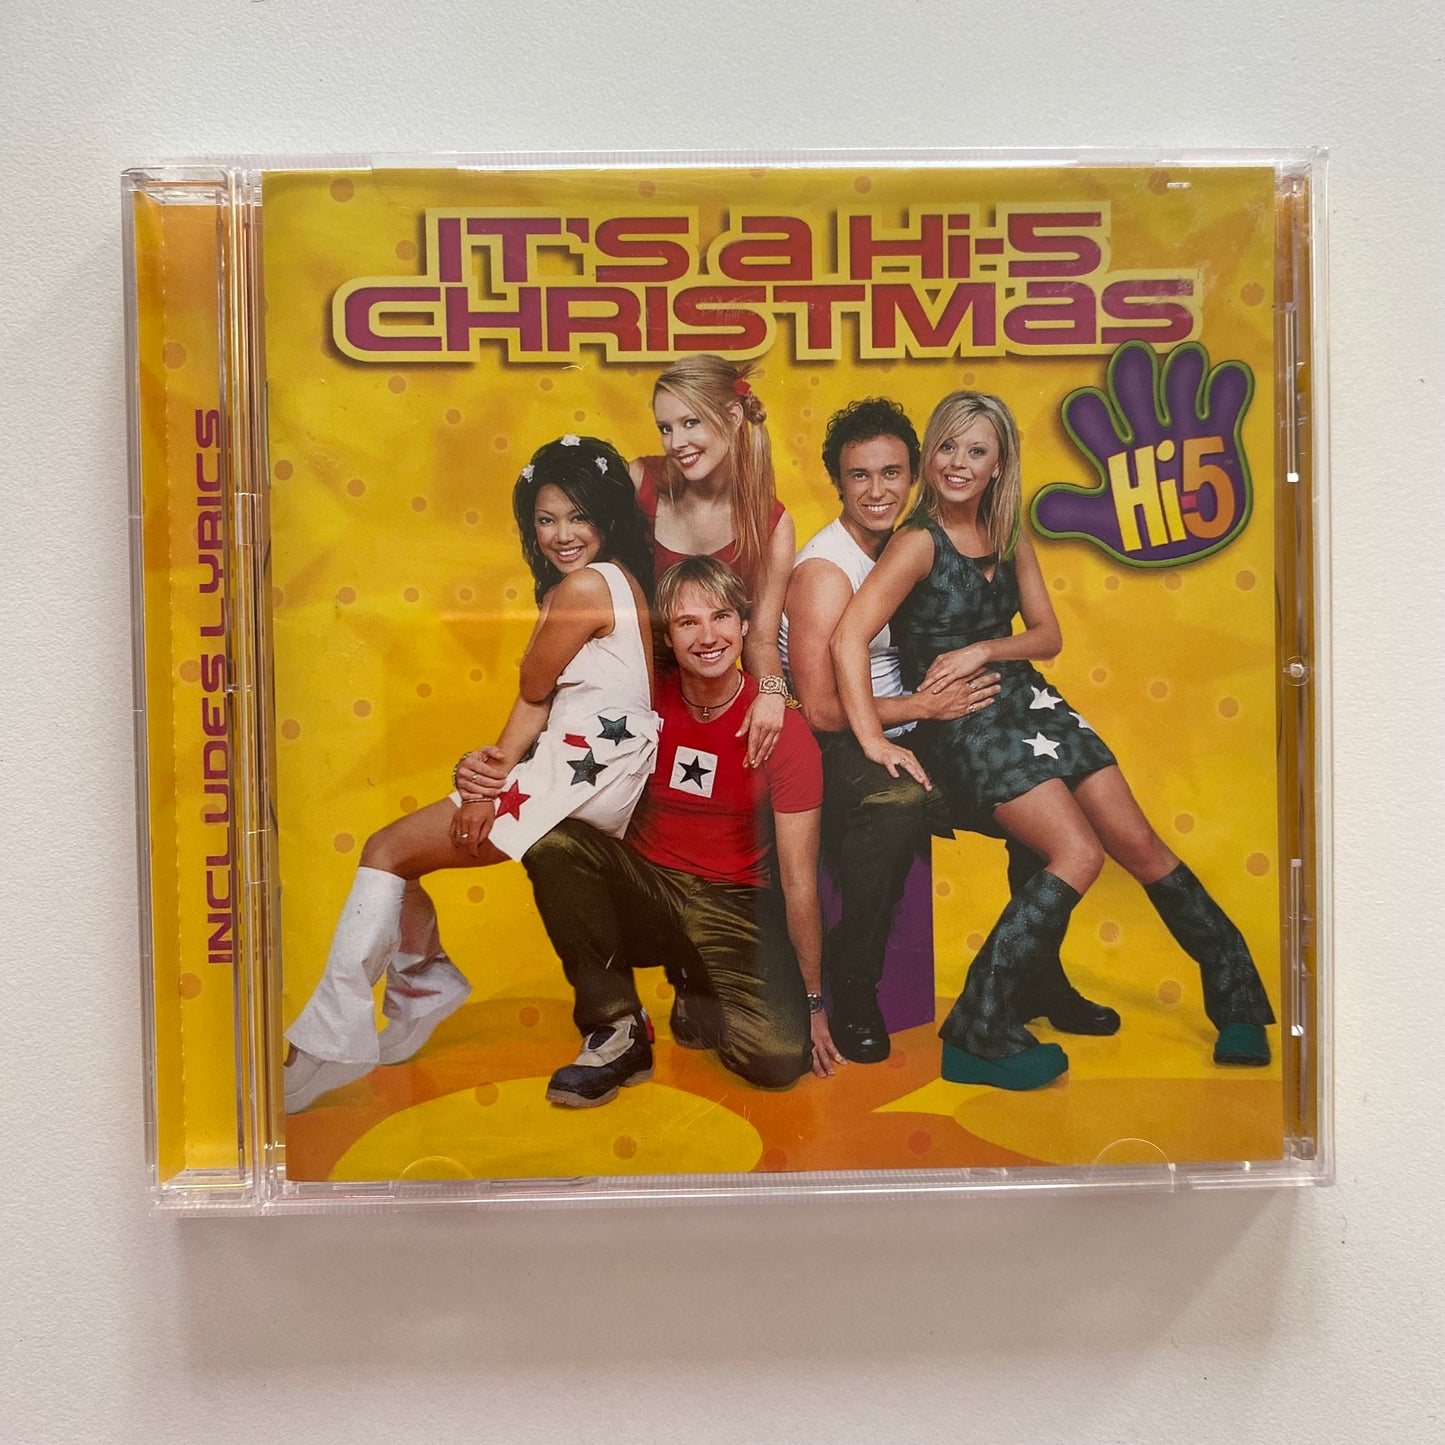 IT'S a Hi-5
CHRISTMas
Hi-5
INCLUDES LYRICS